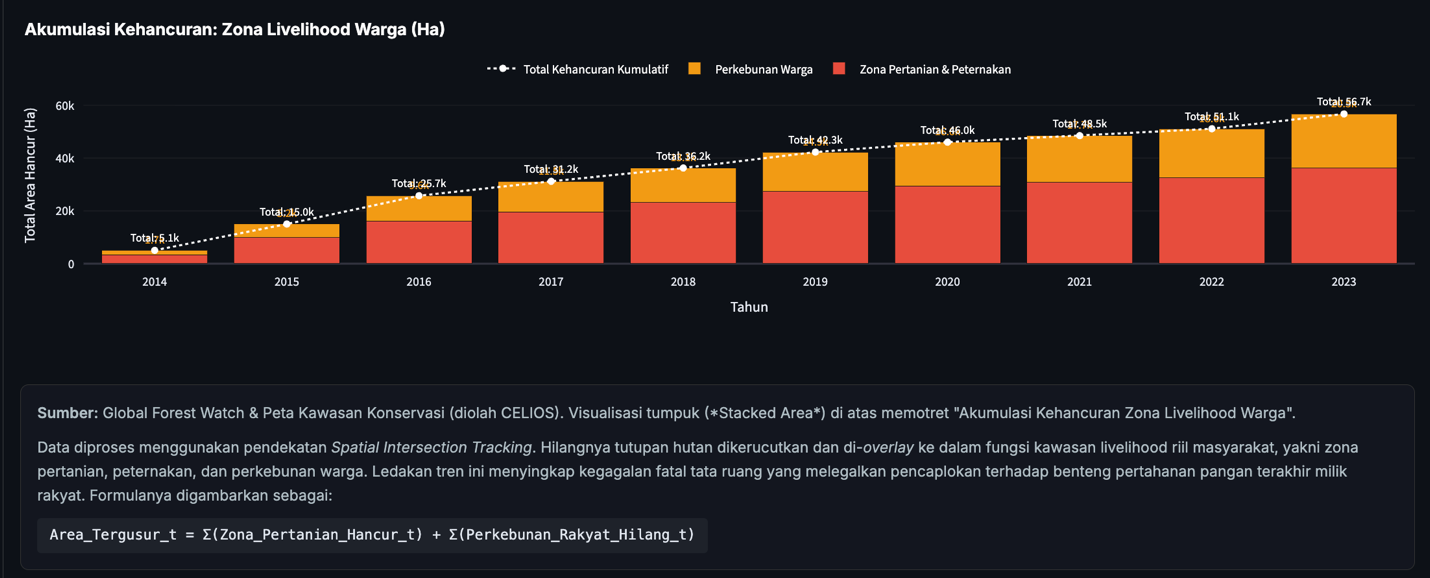 Akumulasi Kehancuran: Zona Livelihood Warga (Ha)
Total Kehancuran Kumulatif Perkebunan Warga Zona Pertanian & Peternakan
Total Area Hancur (Ha)
60k
40k
20k
0
Total: 5.1k
Total: 15.0k
Total: 25.7k
Total: 31.2k
Total: 36.2k
Total: 42.3k
Total: 46.0k
Total: 48.5k
Total: 51.1k
Total: 56.7k
2014 2015 2016 2017 2018 2019 2020 2021 2022 2023
Tahun
Sumber: Global Forest Watch & Peta Kawasan Konservasi (diolah CELIOS). Visualisasi tumpuk (*Stacked Area*) di atas memotret "Akumulasi Kehancuran Zona Livelihood Warga".
Data diproses menggunakan pendekatan Spatial Intersection Tracking. Hilangnya tutupan hutan dikerucutkan dan di-overlay ke dalam fungsi kawasan livelihood riil masyarakat, yakni zona
pertanian, peternakan, dan perkebunan warga. Ledakan tren ini menyingkap kegagalan fatal tata ruang yang melegalkan pencaplokan terhadap benteng pertahanan pangan terakhir milik
rakyat. Formulanya digambarkan sebagai:
Area_Tergusur_t = Σ(Zona_Pertanian_Hancur_t) + Σ(Perkebunan_Rakyat_Hilang_t)